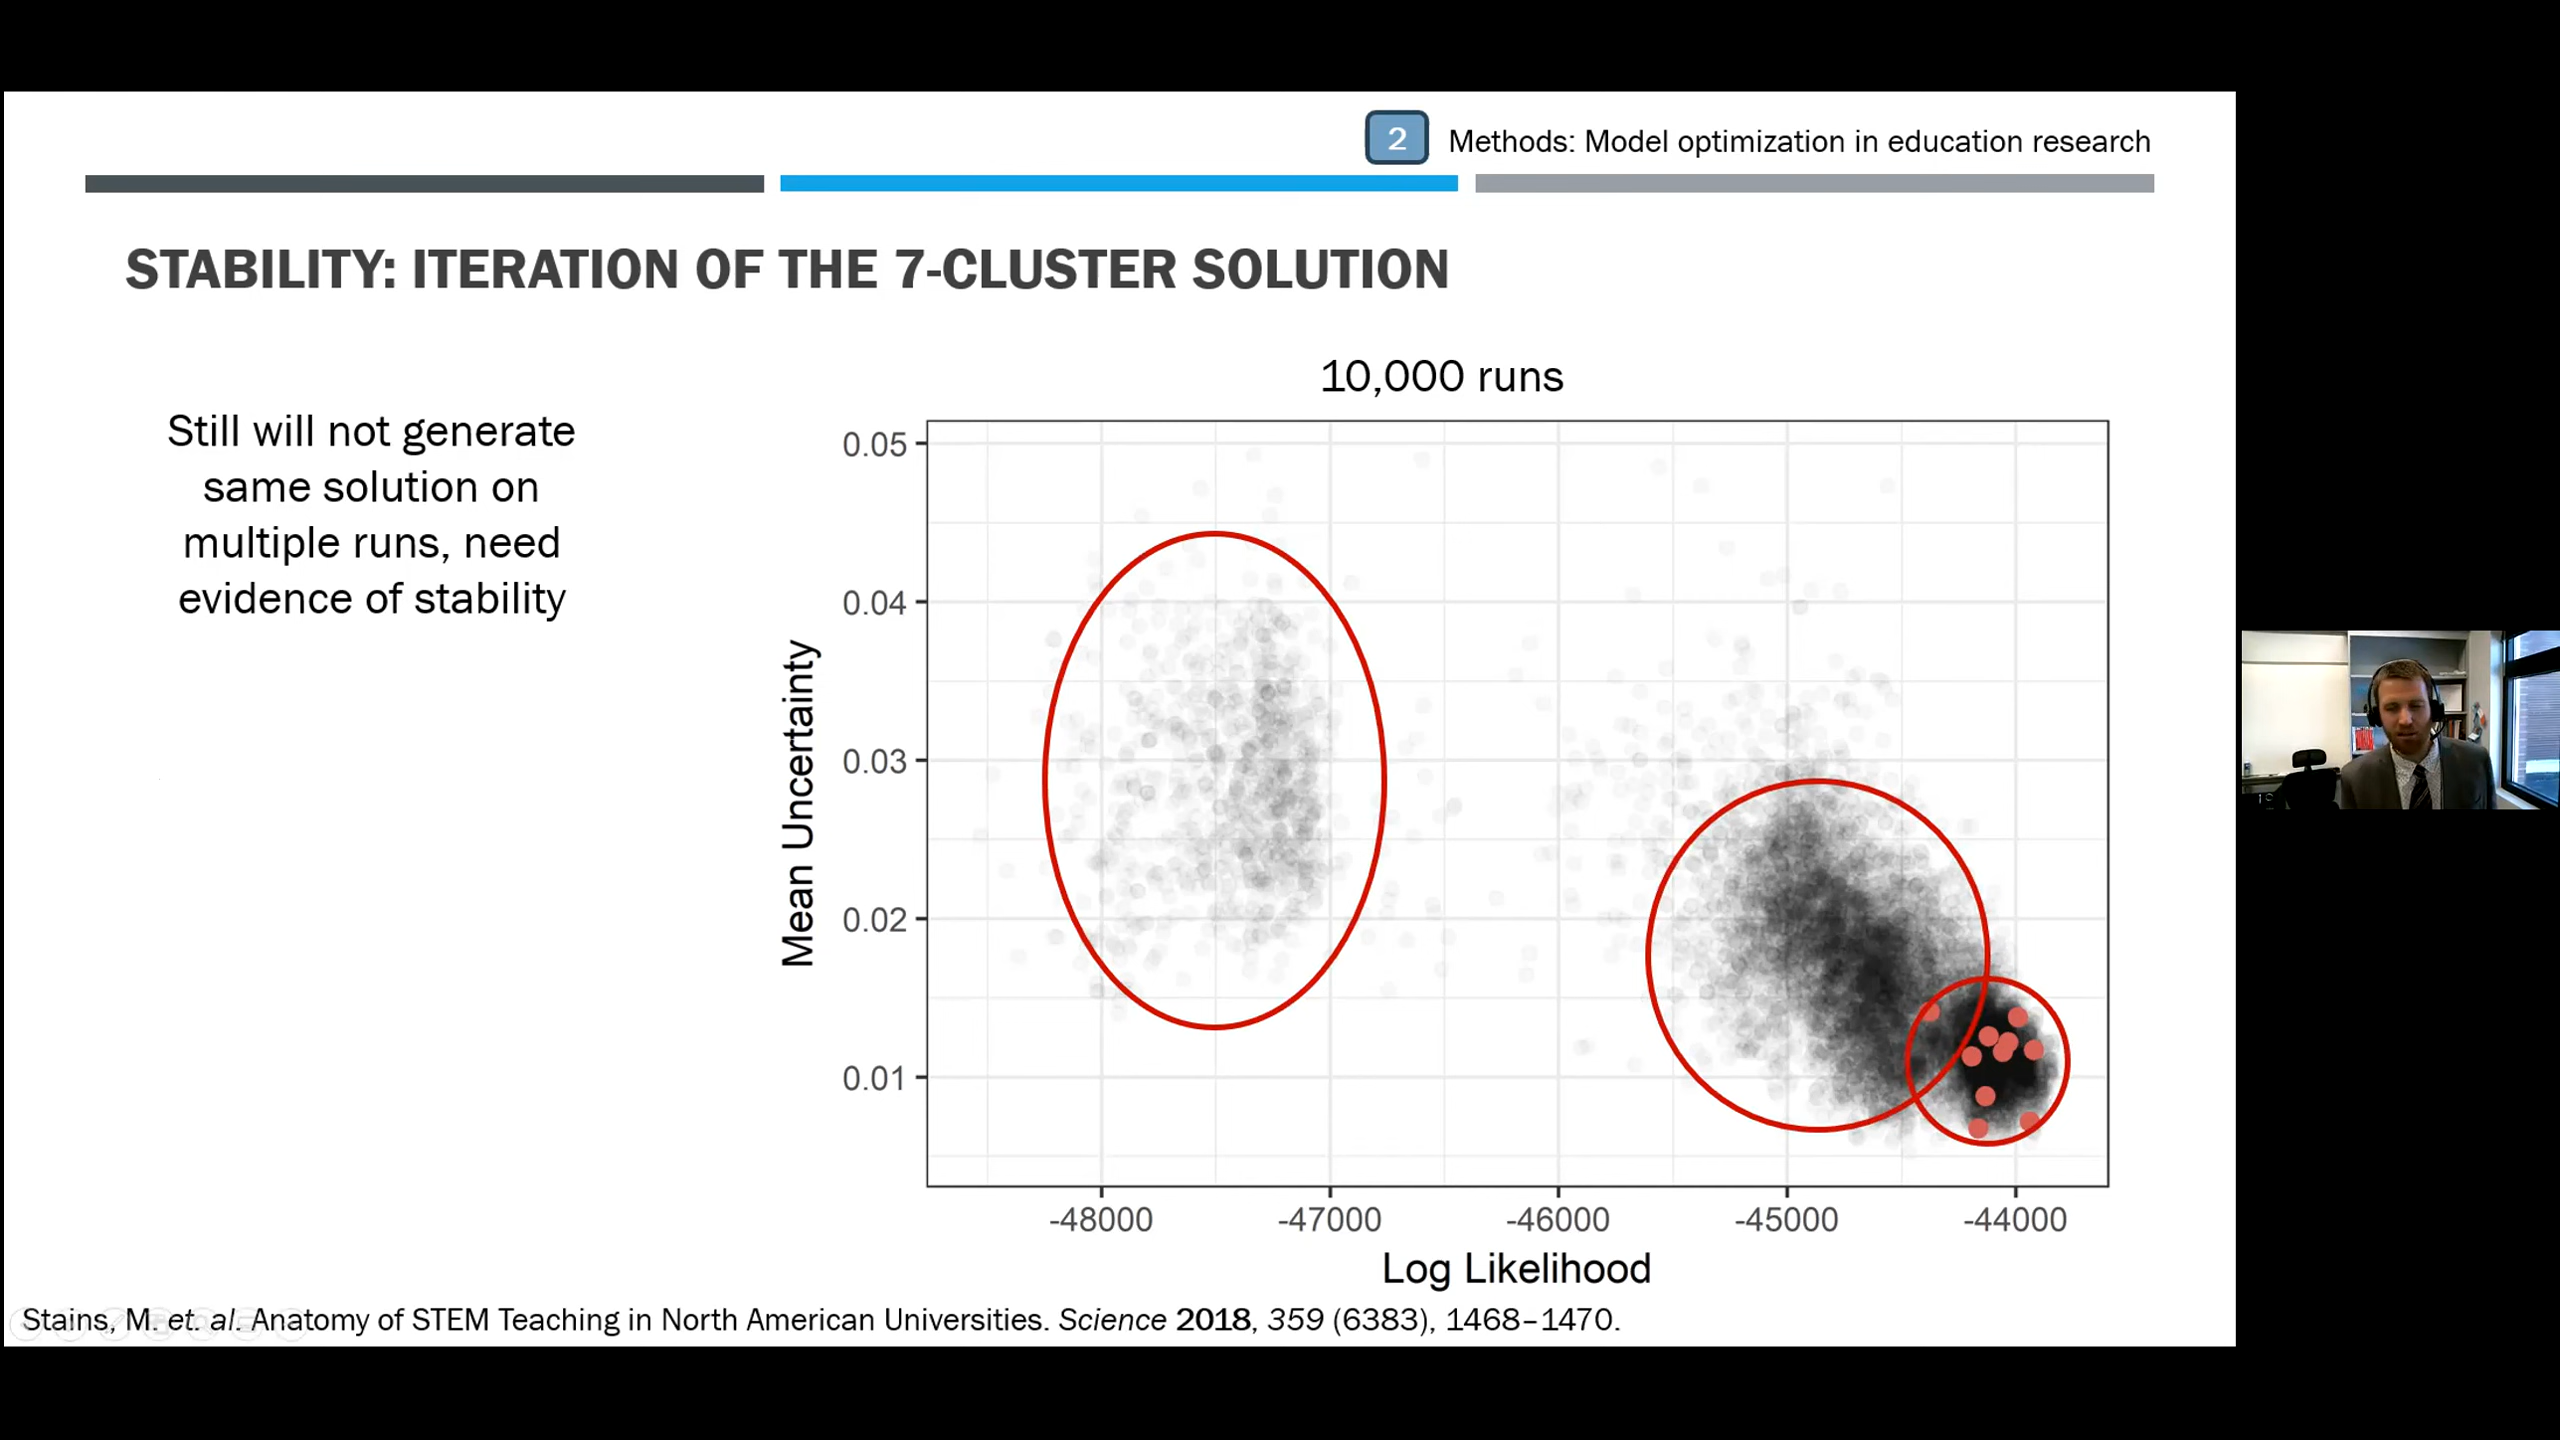 2 Methods: Model optimization in education research
STABILITY: ITERATION OF THE 7-CLUSTER SOLUTION
Still will not generate
same solution on
multiple runs, need
evidence of stability
10,000 runs
0.05
0.04
0.03
0.02
0.01
Mean Uncertainty
-48000 -47000 -46000 -45000 -44000
Log Likelihood
Stains, M. et. al. Anatomy of STEM Teaching in North American Universities. Science 2018, 359 (6383), 1468–1470.